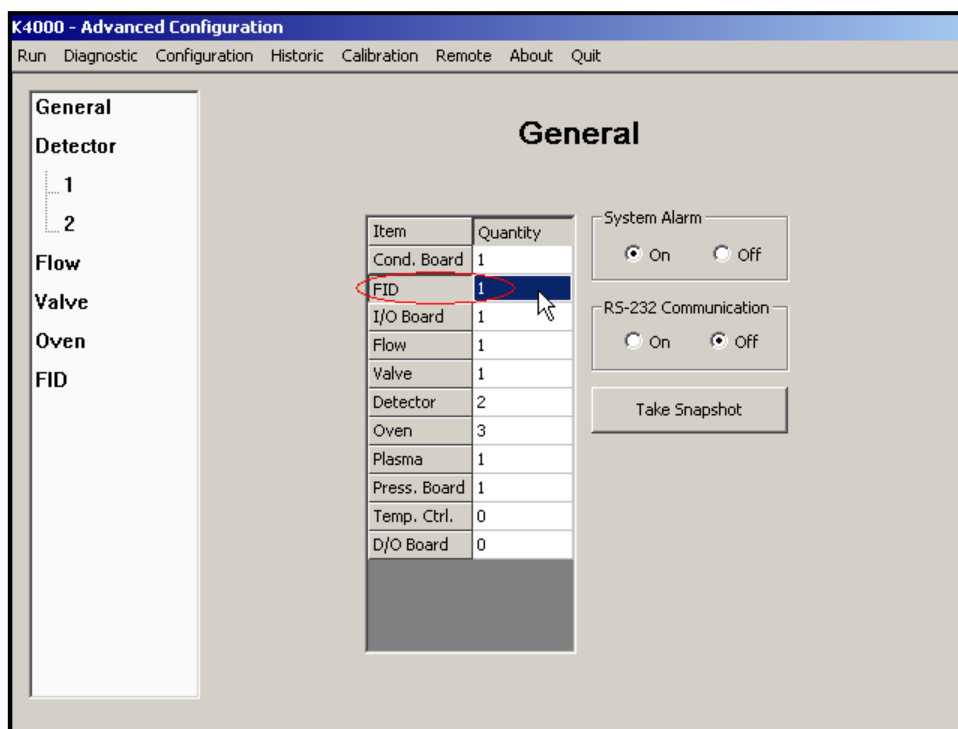 K4000 - Advanced Configuration
Run Diagnostic Configuration Historic Calibration Remote About Quit
General
Detector
1
2
Flow
Valve
Oven
FID
General
Item Quantity
Cond. Board 1
FID 1
I/O Board 1
Flow 1
Valve 1
Detector 2
Oven 3
Plasma 1
Press. Board 1
Temp. Ctrl. 0
D/O Board 0
System Alarm
On Off
RS-232 Communication
On Off
Take Snapshot